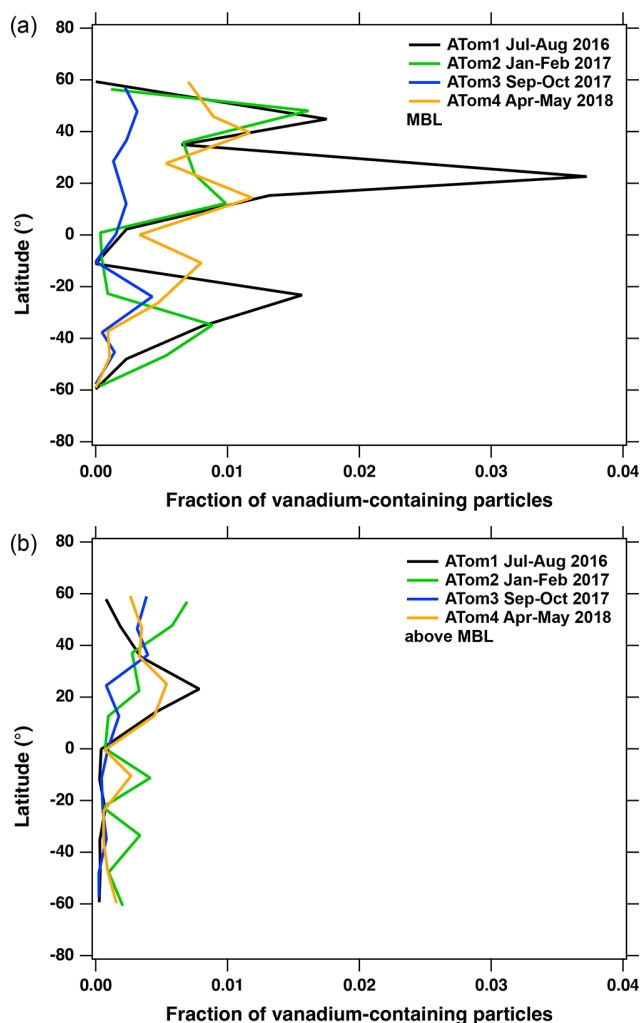 (a)
80
60
40
20
0
-20
-40
-60
-80
Latitude (°)
ATom1 Jul-Aug 2016
ATom2 Jan-Feb 2017
ATom3 Sep-Oct 2017
ATom4 Apr-May 2018
MBL
0.00 0.01 0.02 0.03 0.04
Fraction of vanadium-containing particles
(b)
80
60
40
20
0
-20
-40
-60
-80
Latitude (°)
ATom1 Jul-Aug 2016
ATom2 Jan-Feb 2017
ATom3 Sep-Oct 2017
ATom4 Apr-May 2018
above MBL
0.00 0.01 0.02 0.03 0.04
Fraction of vanadium-containing particles